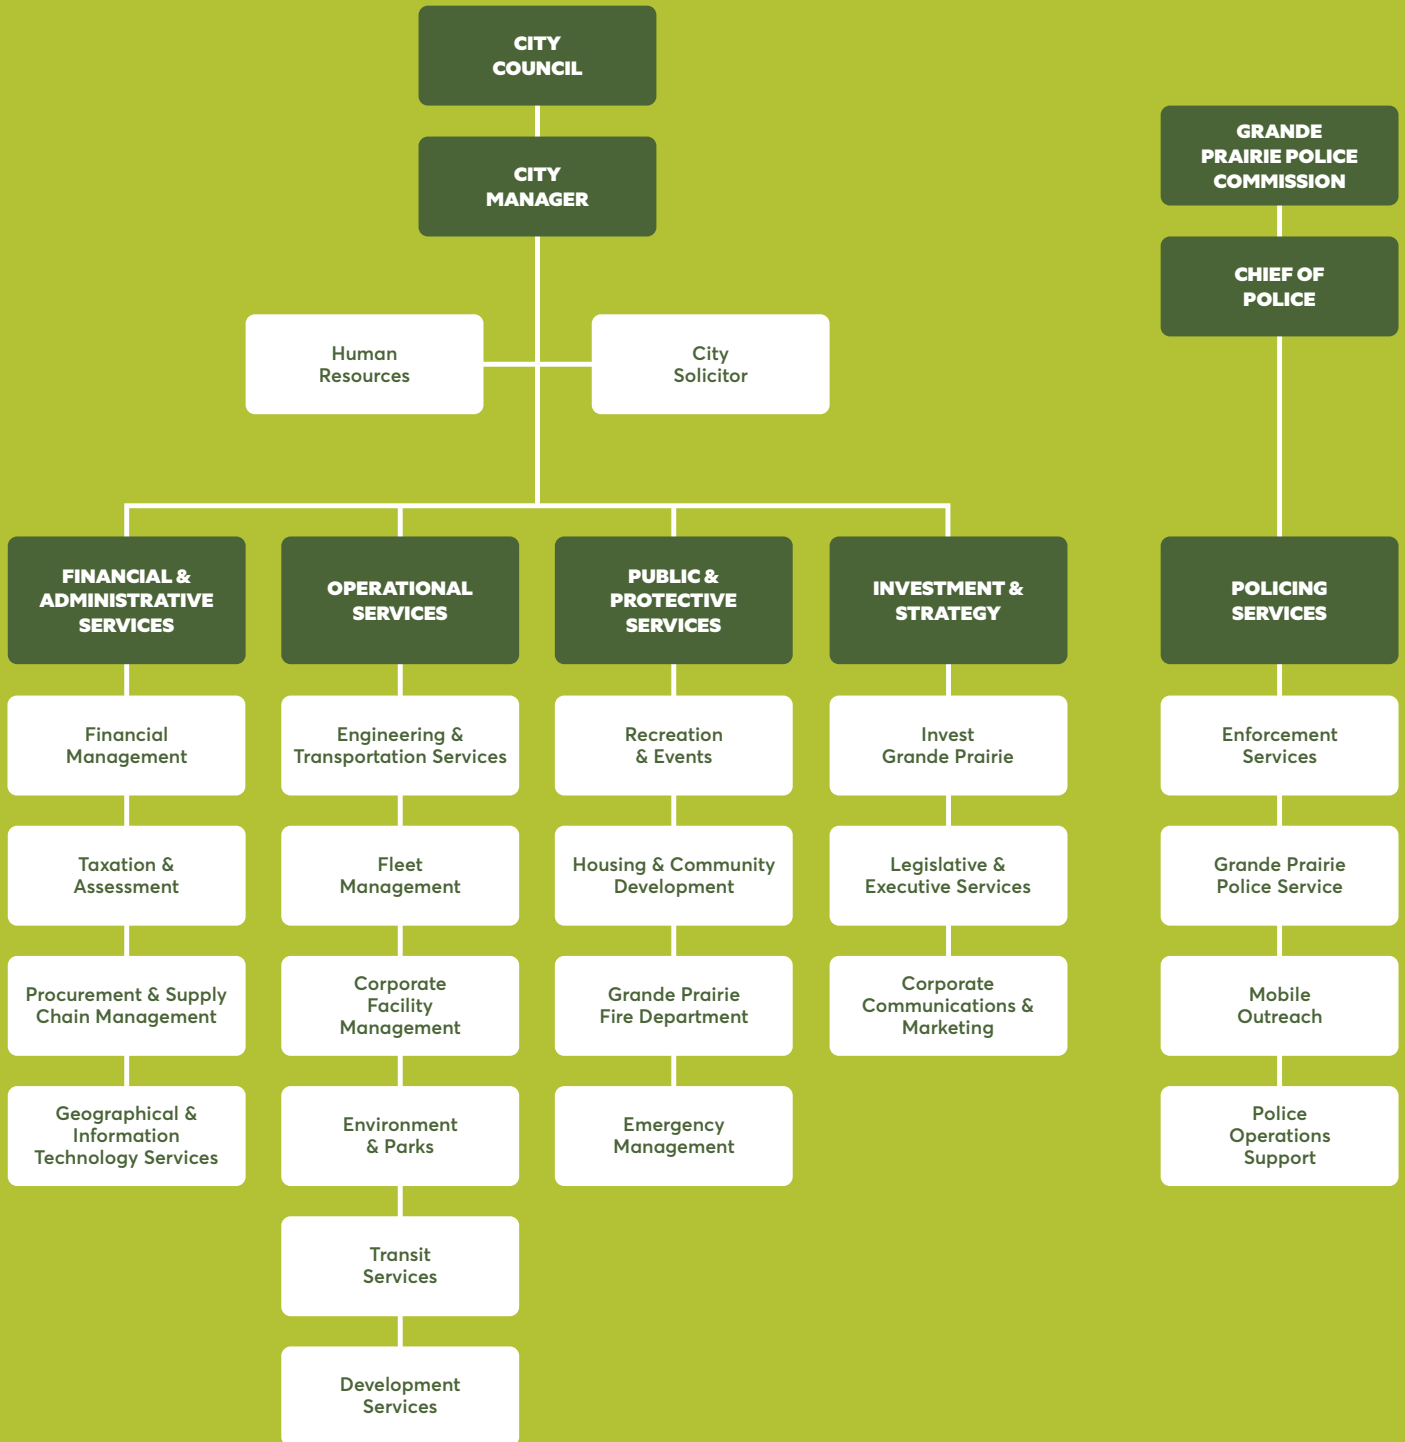 CITY
COUNCIL
CITY
MANAGER
GRANDE
PRAIRIE POLICE
COMMISSION
CHIEF OF
POLICE
Human
Resources
City
Solicitor
FINANCIAL &
ADMINISTRATIVE
SERVICES
Financial
Management
Taxation &
Assessment
Procurement & Supply
Chain Management
Geographical &
Information
Technology Services
OPERATIONAL
SERVICES
Engineering &
Transportation Services
Fleet
Management
Corporate
Facility
Management
Environment
& Parks
Transit
Services
Development
Services
PUBLIC &
PROTECTIVE
SERVICES
Recreation
& Events
Housing & Community
Development
Grande Prairie
Fire Department
Emergency
Management
INVESTMENT &
STRATEGY
Invest
Grande Prairie
Legislative &
Executive Services
Corporate
Communications &
Marketing
POLICING
SERVICES
Enforcement
Services
Grande Prairie
Police Service
Mobile
Outreach
Police
Operations
Support